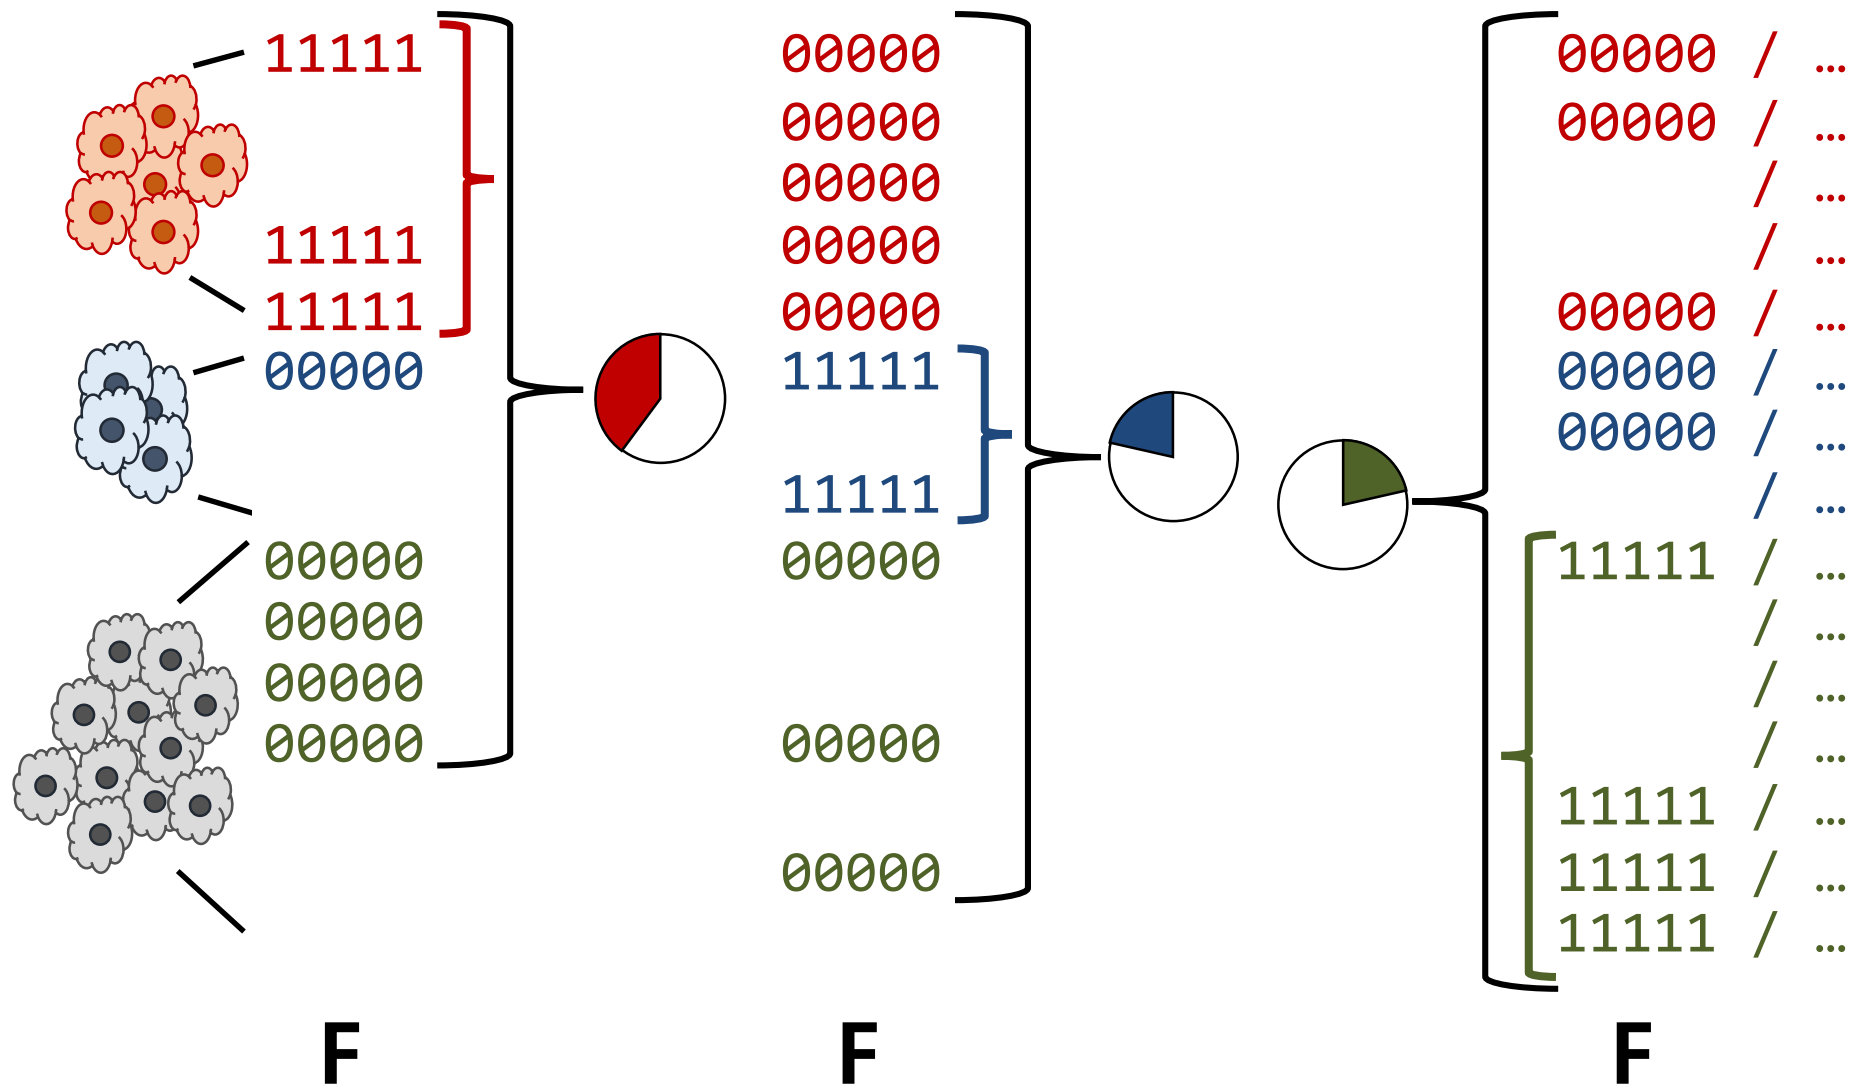 11111 00000 00000 / …
00000 00000 / …
00000 / …
11111 00000 / …
11111 00000 00000 / …
00000 11111 00000 / …
00000 / …
11111 / …
00000 00000 11111 / …
00000 / …
00000 / …
00000 00000 / …
11111 / …
00000 11111 / …
11111 / …
F F F